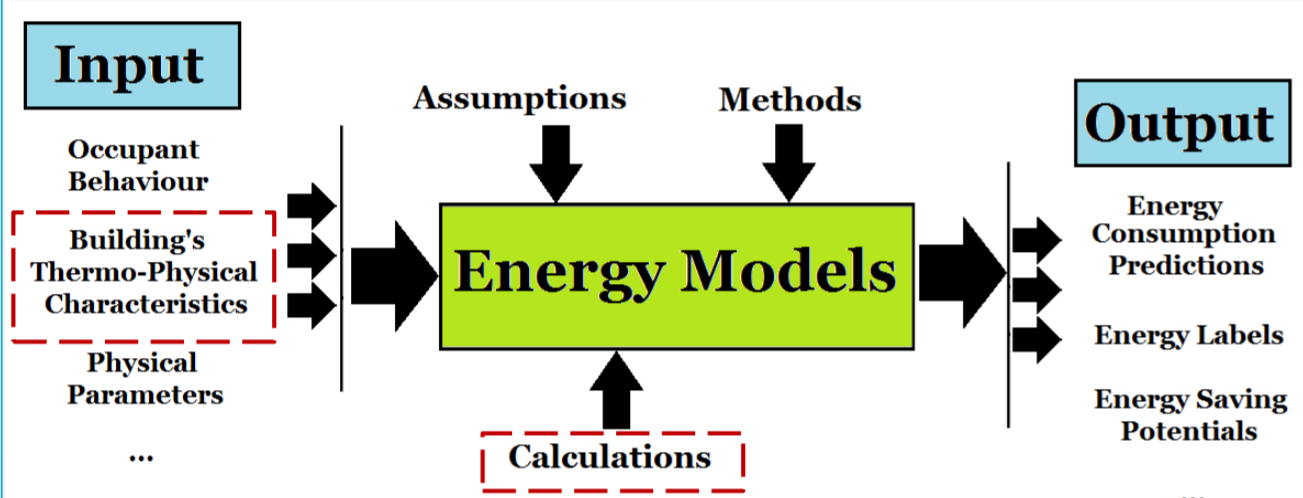 Input
Occupant
Behaviour
Building's
Thermo-Physical
Characteristics
Physical
Parameters
...
Assumptions
Methods
Energy Models
Calculations
Output
Energy
Consumption
Predictions
Energy Labels
Energy Saving
Potentials
...